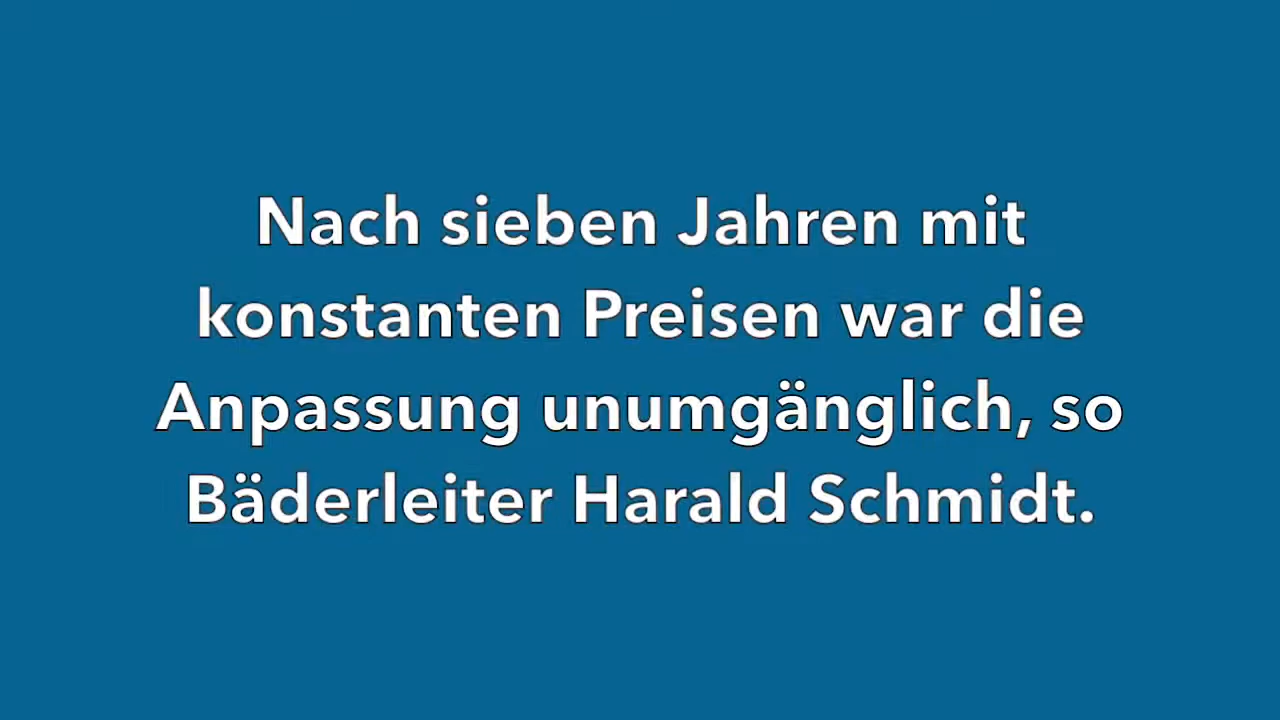 Nach sieben Jahren mit
konstanten Preisen war die
Anpassung unumgänglich, so
Bäderleiter Harald Schmidt.